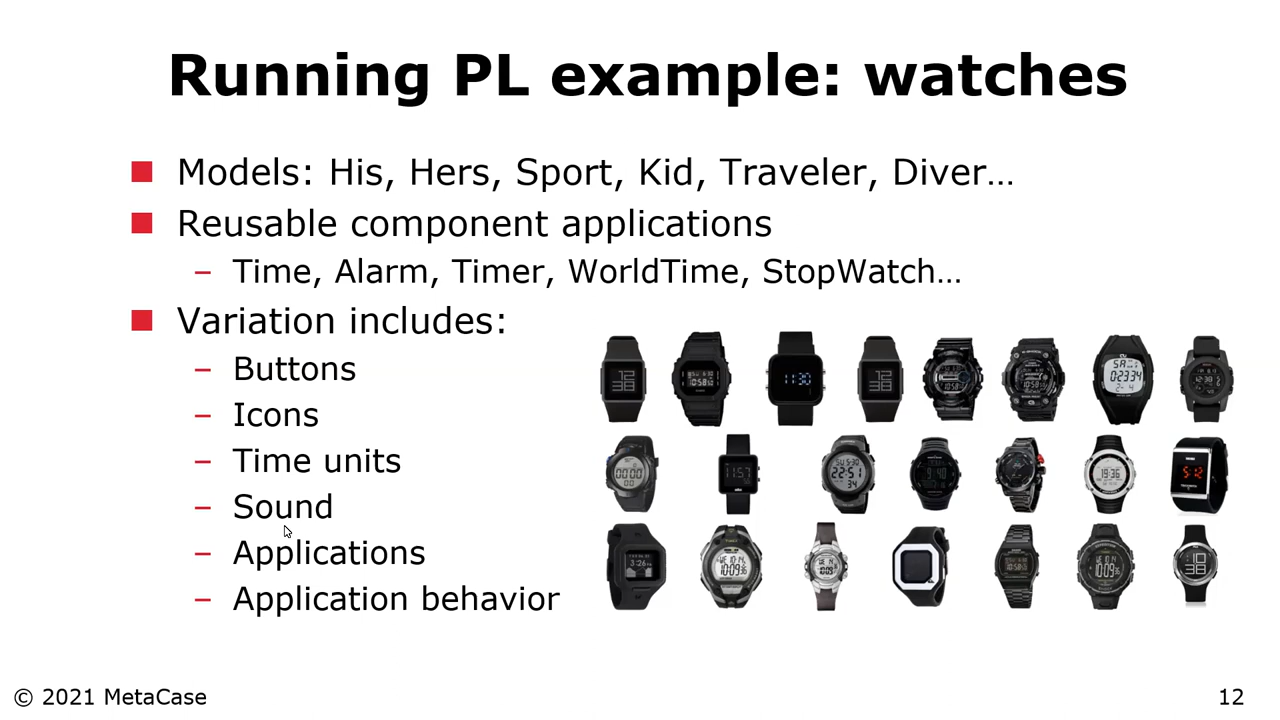 Running PL example: watches
Models: His, Hers, Sport, Kid, Traveler, Diver…
Reusable component applications
– Time, Alarm, Timer, WorldTime, StopWatch…
Variation includes:
– Buttons
– Icons
– Time units
– Sound
– Applications
– Application behavior
© 2021 MetaCase
12